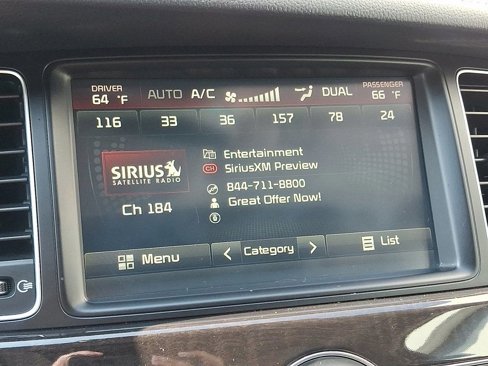 DRIVER
64 °F
AUTO A/C
DUAL
PASSENGER
66 °F
116 33 36 157 78 24
Entertainment
CH SiriusXM Preview
SIRIUS
SATELLITE RADIO
844-711-8800
Great Offer Now!
Ch 184
Menu
< Category >
List